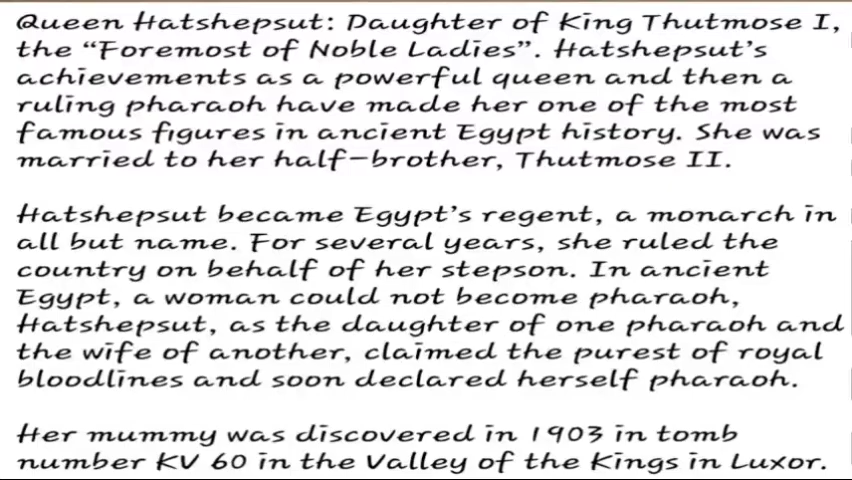 Queen Hatshepsut: Daughter of King Thutmose I,
the “Foremost of Noble Ladies”. Hatshepsut’s
achievements as a powerful queen and then a
ruling pharaoh have made her one of the most
famous figures in ancient Egypt history. She was
married to her half-brother, Thutmose II.
Hatshepsut became Egypt’s regent, a monarch in
all but name. For several years, she ruled the
country on behalf of her stepson. In ancient
Egypt, a woman could not become pharaoh,
Hatshepsut, as the daughter of one pharaoh and
the wife of another, claimed the purest of royal
bloodlines and soon declared herself pharaoh.
Her mummy was discovered in 1903 in tomb
number KV 60 in the Valley of the Kings in Luxor.